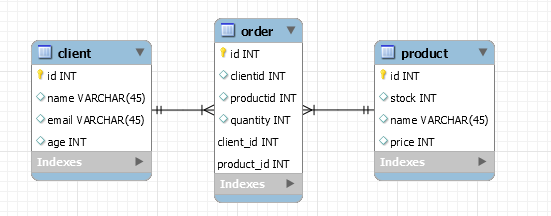 client
id INT
name VARCHAR(45)
email VARCHAR(45)
age INT
Indexes
order
id INT
clientid INT
productid INT
quantity INT
client_id INT
product_id INT
Indexes
product
id INT
stock INT
name VARCHAR(45)
price INT
Indexes